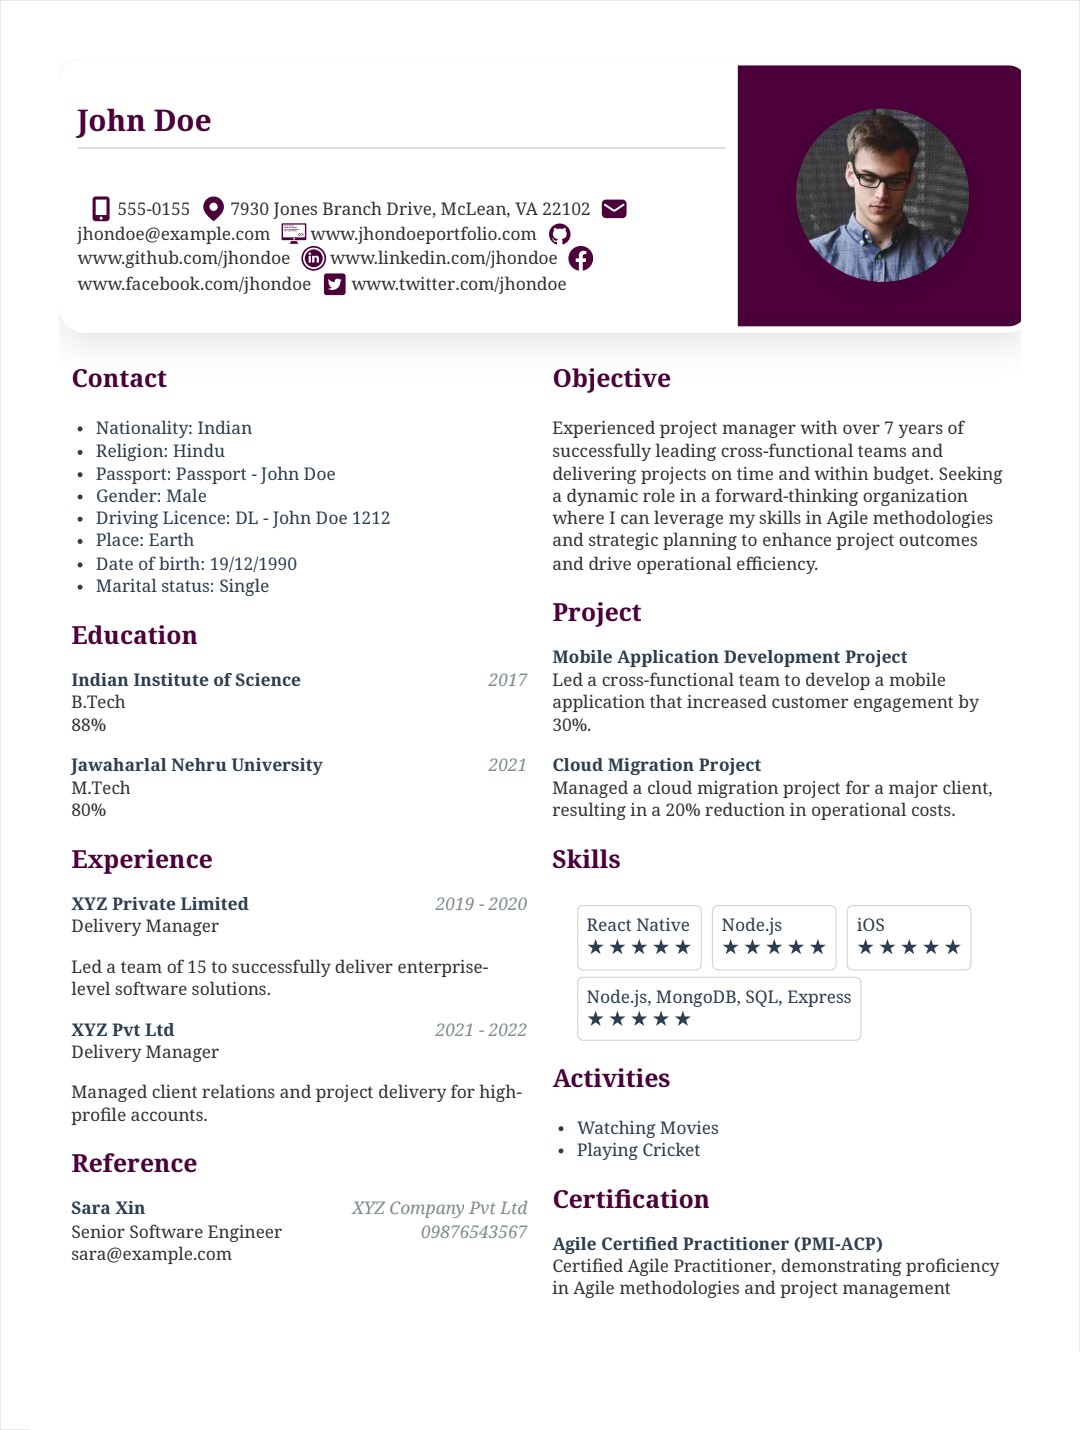 John Doe
555-0155 7930 Jones Branch Drive, McLean, VA 22102
jhondoe@example.com www.jhondoeportfolio.com
www.github.com/jhondoe www.linkedin.com/jhondoe
www.facebook.com/jhondoe www.twitter.com/jhondoe
Contact
• Nationality: Indian
• Religion: Hindu
• Passport: Passport - John Doe
• Gender: Male
• Driving Licence: DL - John Doe 1212
• Place: Earth
• Date of birth: 19/12/1990
• Marital status: Single
Education
Indian Institute of Science 2017
B.Tech
88%
Jawaharlal Nehru University 2021
M.Tech
80%
Experience
XYZ Private Limited 2019 - 2020
Delivery Manager
Led a team of 15 to successfully deliver enterprise-
level software solutions.
XYZ Pvt Ltd 2021 - 2022
Delivery Manager
Managed client relations and project delivery for high-
profile accounts.
Reference
Sara Xin XYZ Company Pvt Ltd
Senior Software Engineer 09876543567
sara@example.com
Objective
Experienced project manager with over 7 years of
successfully leading cross-functional teams and
delivering projects on time and within budget. Seeking
a dynamic role in a forward-thinking organization
where I can leverage my skills in Agile methodologies
and strategic planning to enhance project outcomes
and drive operational efficiency.
Project
Mobile Application Development Project
Led a cross-functional team to develop a mobile
application that increased customer engagement by
30%.
Cloud Migration Project
Managed a cloud migration project for a major client,
resulting in a 20% reduction in operational costs.
Skills
React Native Node.js iOS
★★★★★ ★★★★★ ★★★★★
Node.js, MongoDB, SQL, Express
★★★★★
Activities
• Watching Movies
• Playing Cricket
Certification
Agile Certified Practitioner (PMI-ACP)
Certified Agile Practitioner, demonstrating proficiency
in Agile methodologies and project management